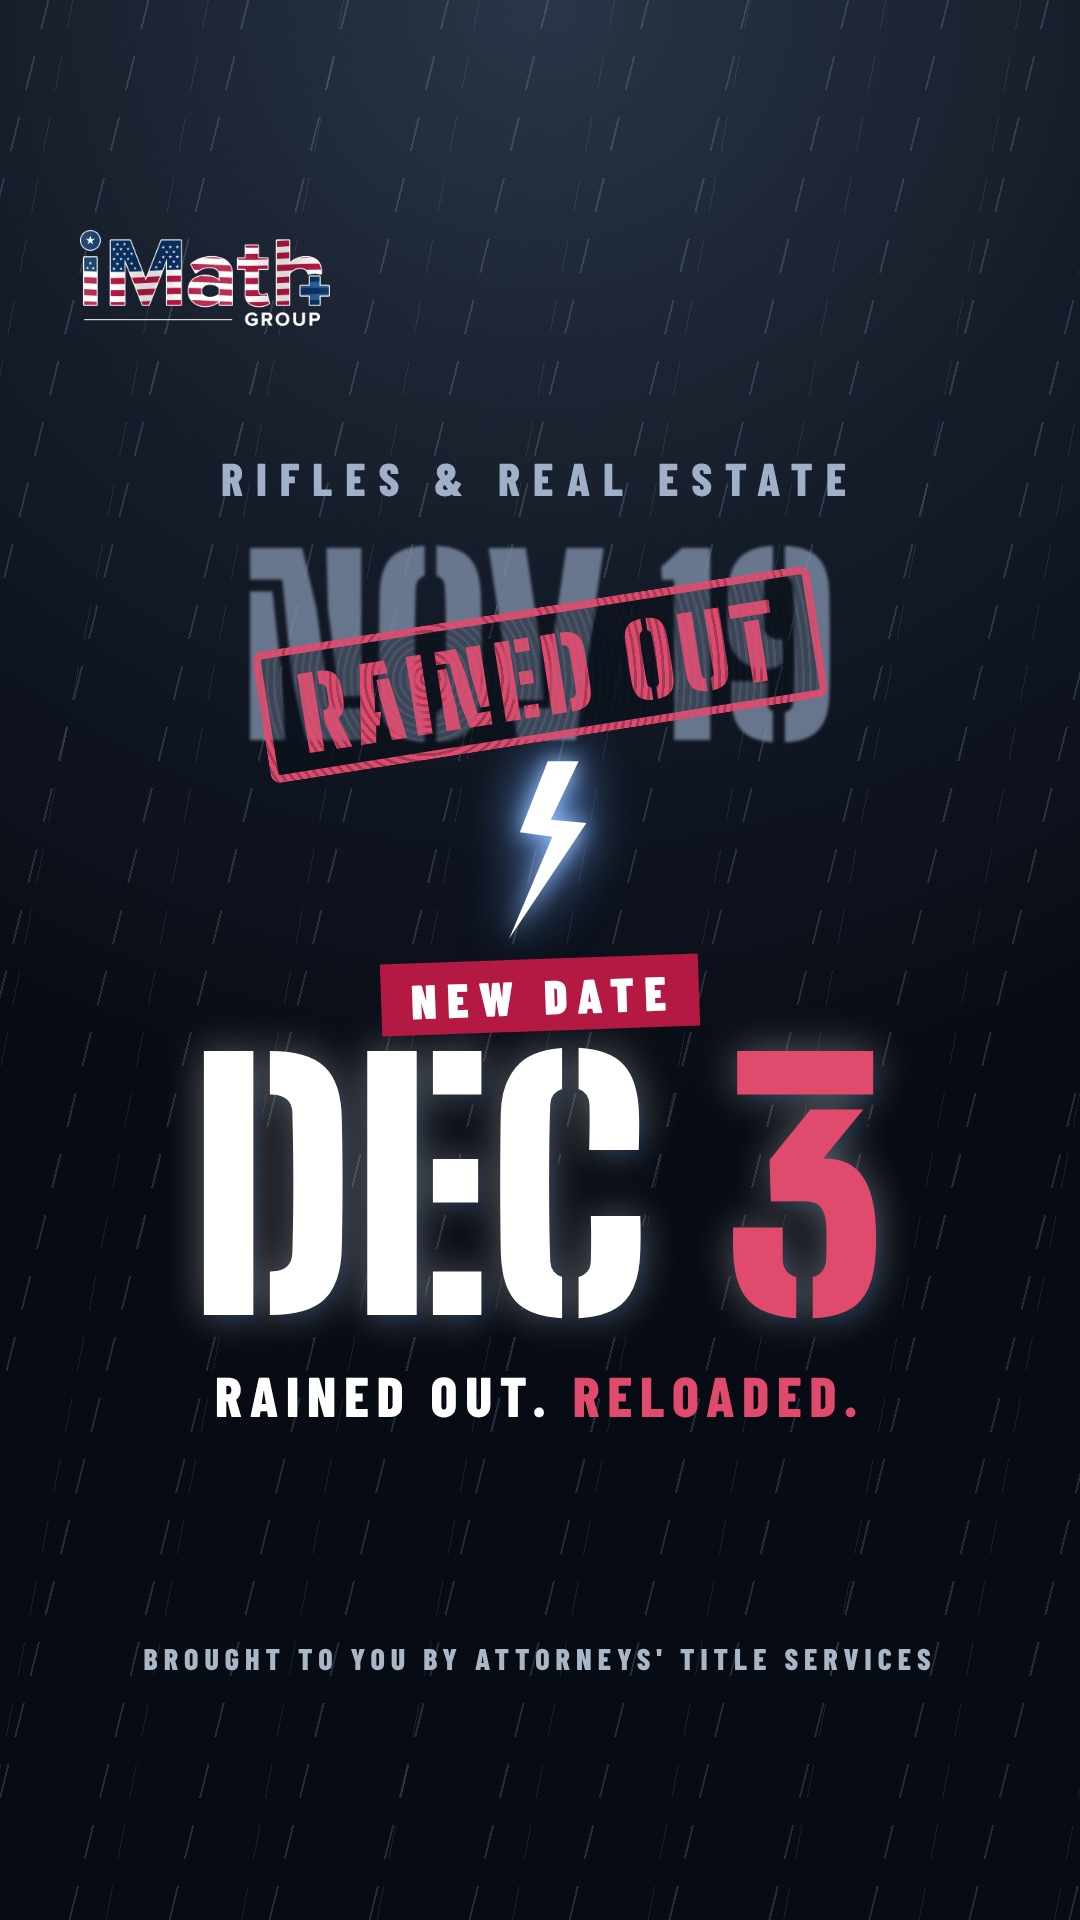 iMath
GROUP
RIFLES & REAL ESTATE
NOV 19
RAINED OUT
NEW DATE
DEC 3
RAINED OUT. RELOADED.
BROUGHT TO YOU BY ATTORNEYS' TITLE SERVICES